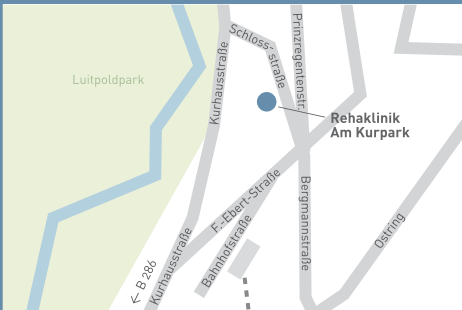 Schloss-
straße
Prinzregentenstr.
Kurhausstraße
Luitpoldpark
Rehaklinik
Am Kurpark
F.-Ebert-Straße
Bergmannstraße
Bahnhofstraße
Ostring
Kurhausstraße
← B 286